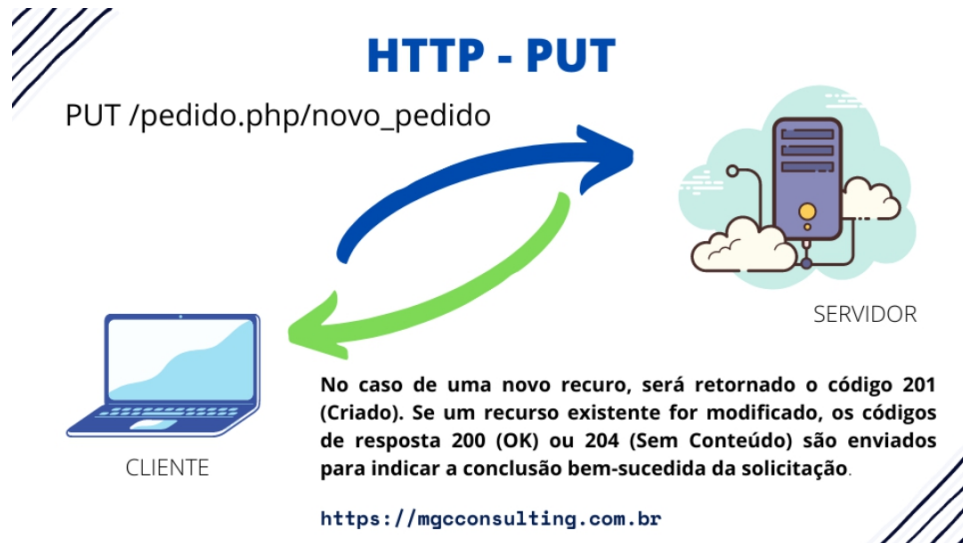 HTTP - PUT
PUT /pedido.php/novo_pedido
SERVIDOR
CLIENTE
No caso de uma novo recuro, será retornado o código 201
(Criado). Se um recurso existente for modificado, os códigos
de resposta 200 (OK) ou 204 (Sem Conteúdo) são enviados
para indicar a conclusão bem-sucedida da solicitação.
https://mgcconsulting.com.br